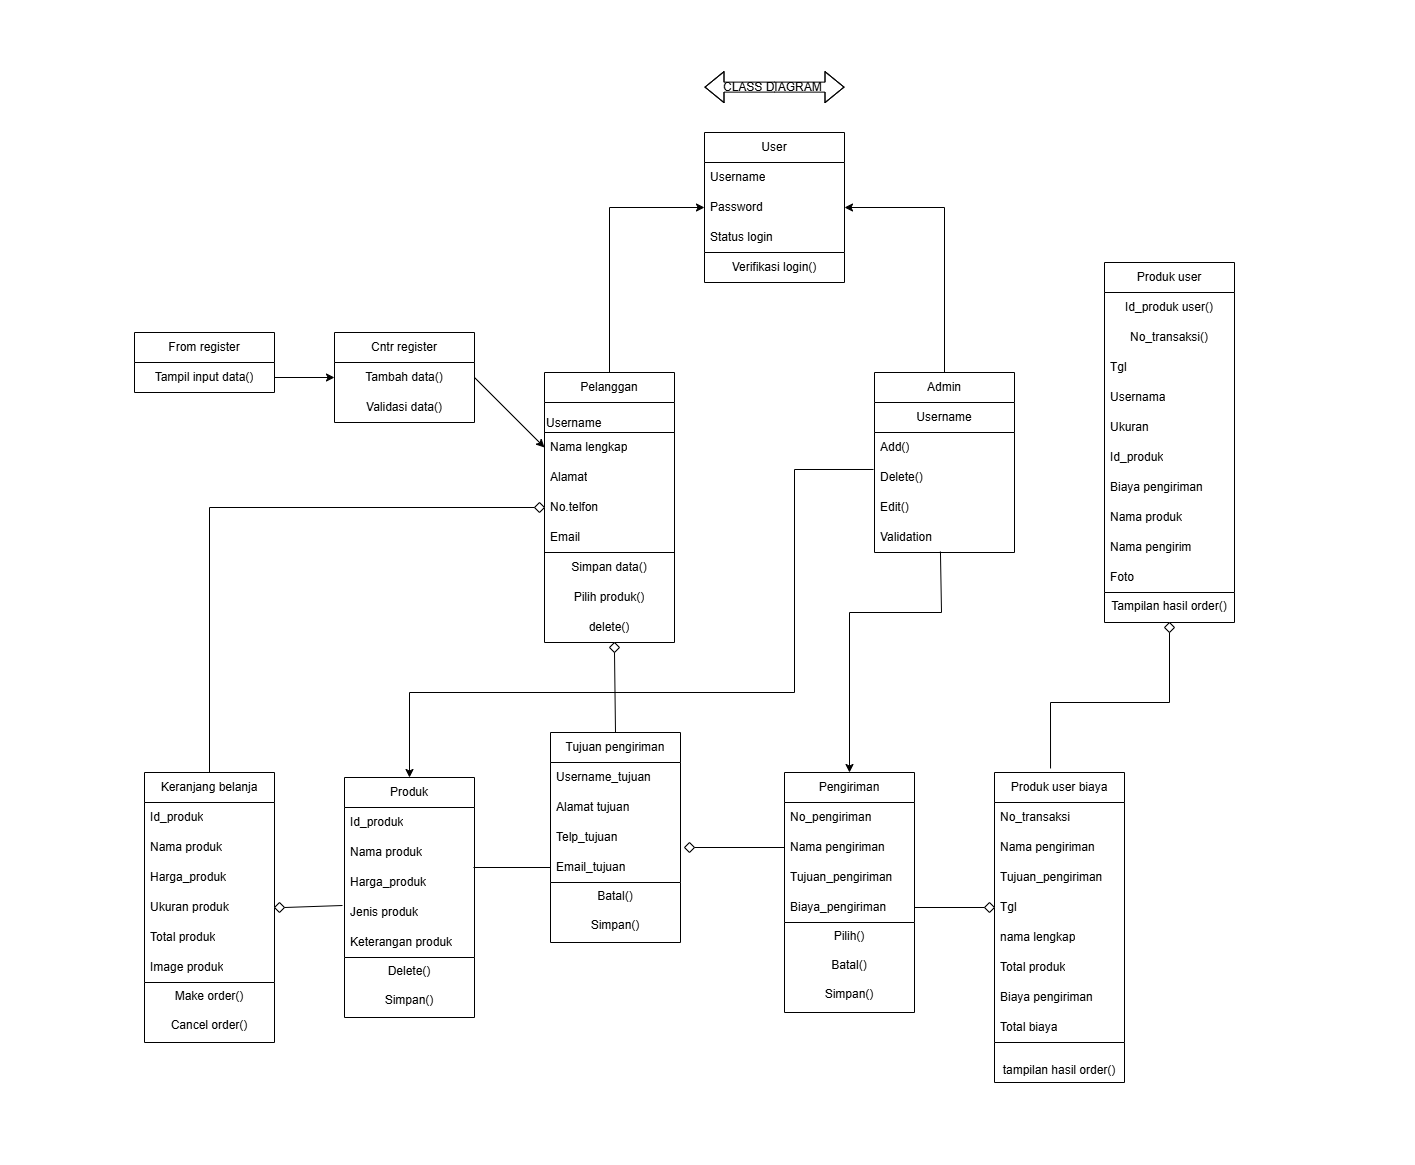 CLASS DIAGRAM
User
Username
Password
Status login
Verifikasi login()
Produk user
Id_produk user()
No_transaksi()
Tgl
Usernama
Ukuran
Id_produk
Biaya pengiriman
Nama produk
Nama pengirim
Foto
Tampilan hasil order()
From register
Tampil input data()
Cntr register
Tambah data()
Validasi data()
Pelanggan
Username
Nama lengkap
Alamat
No.telfon
Email
Simpan data()
Pilih produk()
delete()
Admin
Username
Add()
Delete()
Edit()
Validation
Keranjang belanja
Id_produk
Nama produk
Harga_produk
Ukuran produk
Total produk
Image produk
Make order()
Cancel order()
Produk
Id_produk
Nama produk
Harga_produk
Jenis produk
Keterangan produk
Delete()
Simpan()
Tujuan pengiriman
Username_tujuan
Alamat tujuan
Telp_tujuan
Email_tujuan
Batal()
Simpan()
Pengiriman
No_pengiriman
Nama pengiriman
Tujuan_pengiriman
Biaya_pengiriman
Pilih()
Batal()
Simpan()
Produk user biaya
No_transaksi
Nama pengiriman
Tujuan_pengiriman
Tgl
nama lengkap
Total produk
Biaya pengiriman
Total biaya
tampilan hasil order()